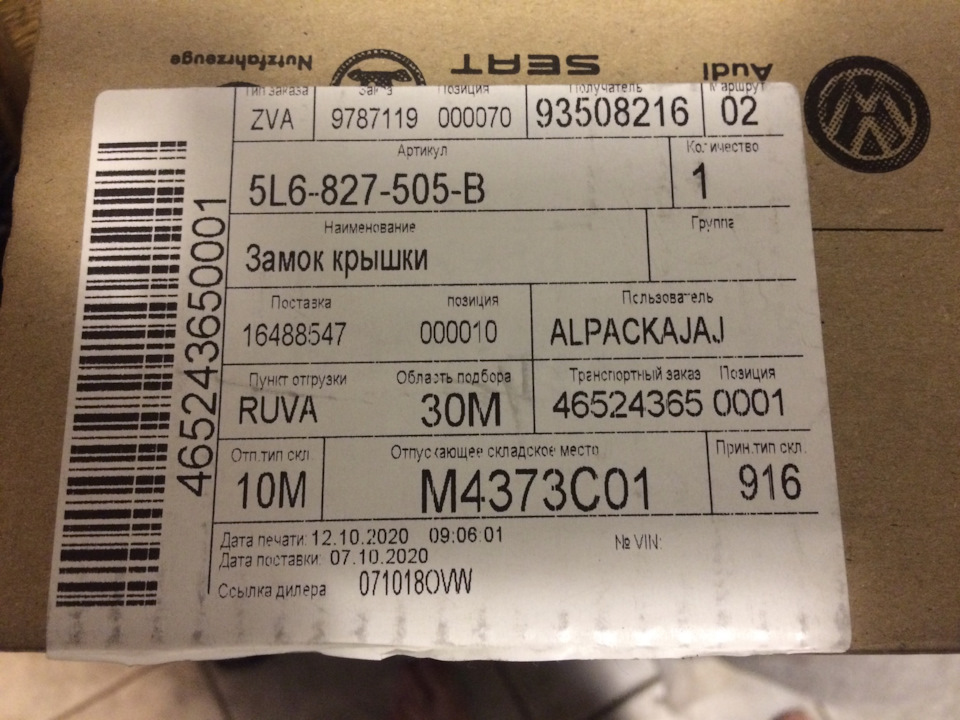 Nutzfahrzeuge SEAT Audi
Тип заказа Заказ Позиция Получатель Маршрут
ZVA 9787119 000070 93508216 02
Артикул Количество
5L6-827-505-B 1
Наименование Группа
Замок крышки
Поставка позиция Пользователь
16488547 000010 ALPACKAJAJ
Пункт отгрузки Область подбора Транспортный заказ Позиция
RUVA 30M 46524365 0001
Отп.тип скл. Отпускающее складское место Прин.тип скл.
10M M4373C01 916
Дата печати: 12.10.2020 09:06:01 № VIN:
Дата поставки: 07.10.2020
Ссылка дилера 071018OVW
465243650001